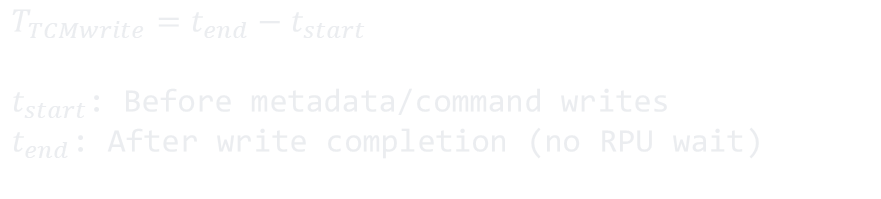 T_TCMwrite = t_end − t_start
t_start: Before metadata/command writes
t_end: After write completion (no RPU wait)